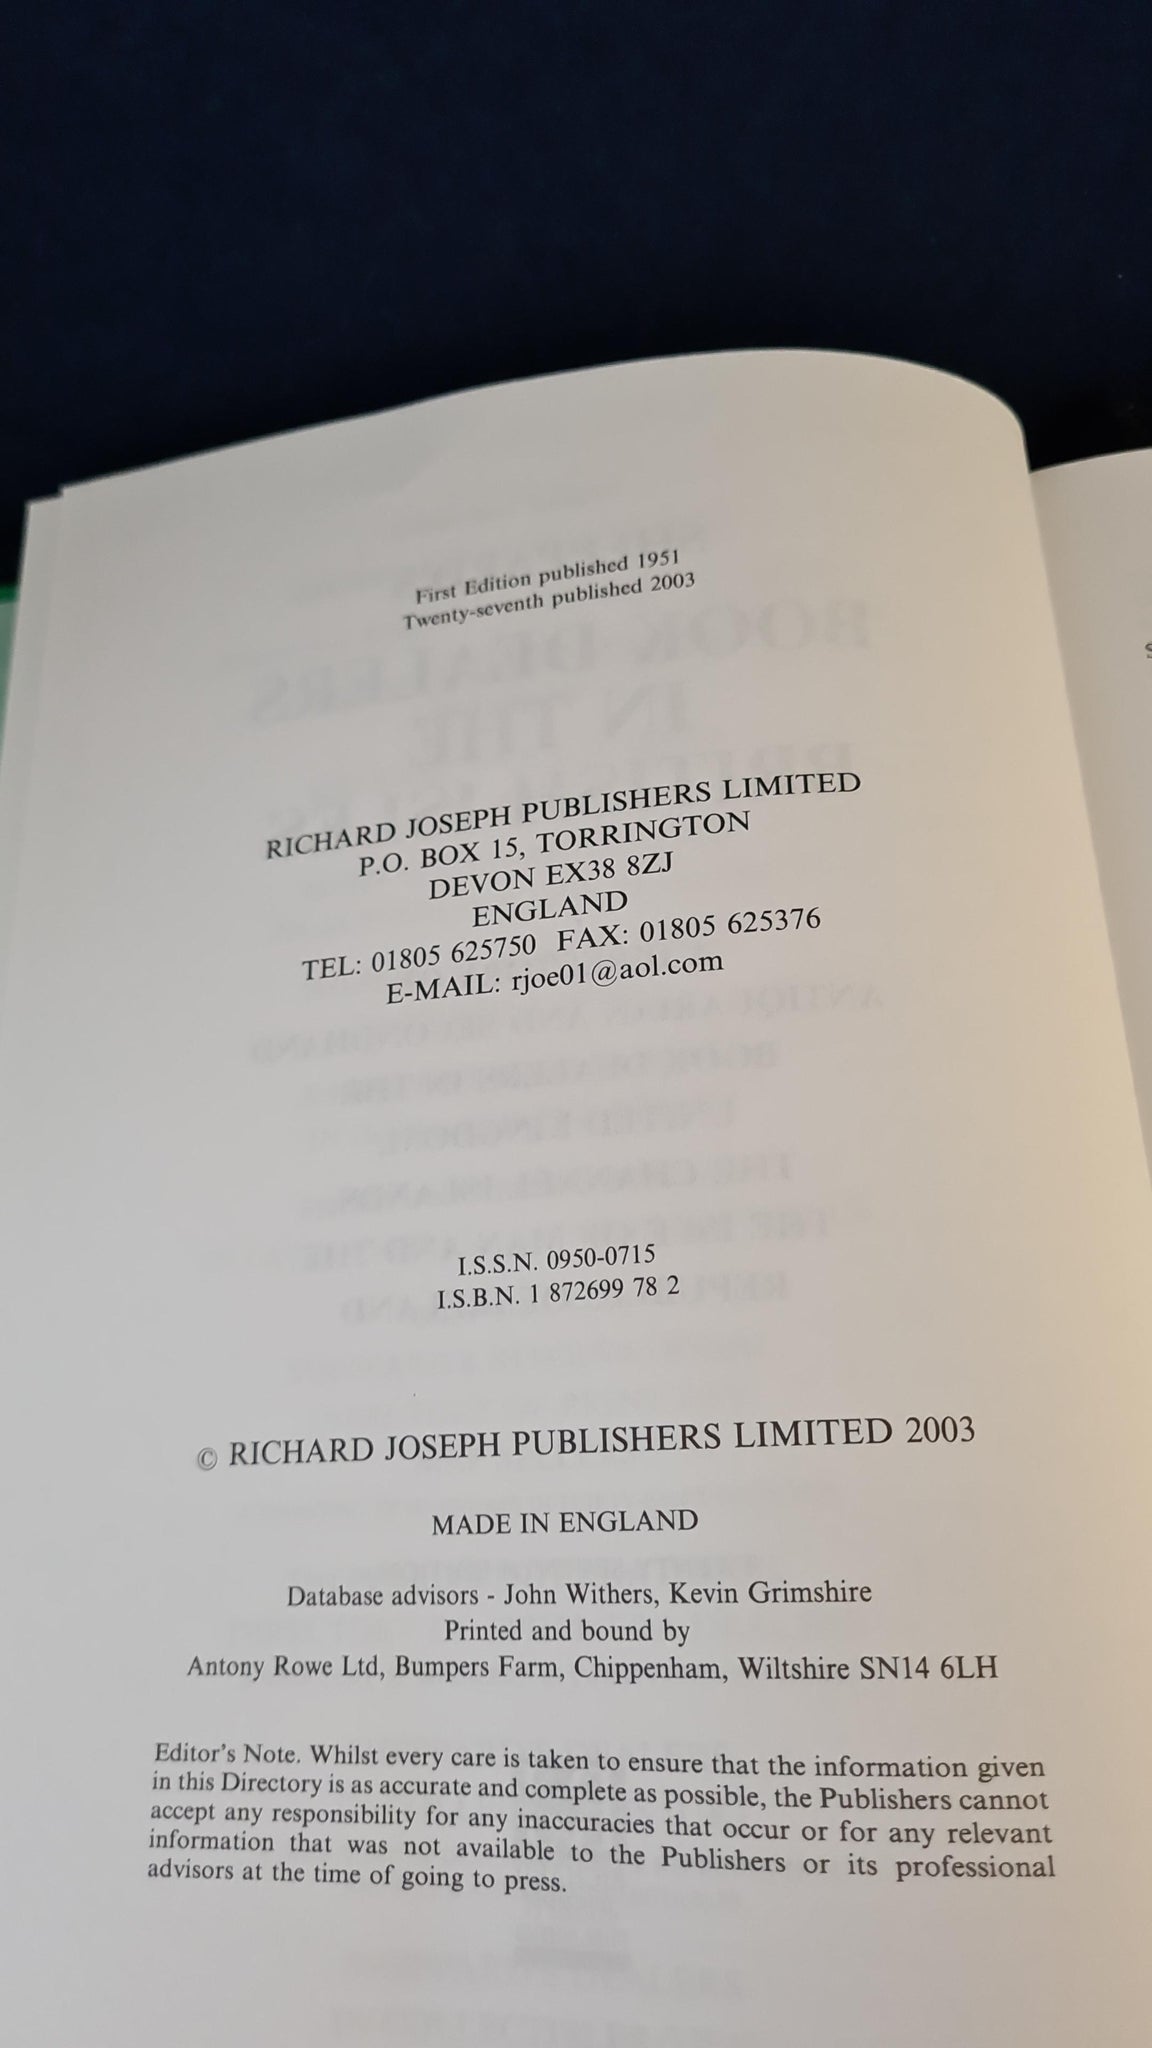 First Edition published 1951
Twenty-seventh published 2003
RICHARD JOSEPH PUBLISHERS LIMITED
P.O. BOX 15, TORRINGTON
DEVON EX38 8ZJ
ENGLAND
TEL: 01805 625750 FAX: 01805 625376
E-MAIL: rjoe01@aol.com
I.S.S.N. 0950-0715
I.S.B.N. 1 872699 78 2
© RICHARD JOSEPH PUBLISHERS LIMITED 2003
MADE IN ENGLAND
Database advisors - John Withers, Kevin Grimshire
Printed and bound by
Antony Rowe Ltd, Bumpers Farm, Chippenham, Wiltshire SN14 6LH
Editor's Note. Whilst every care is taken to ensure that the information given
in this Directory is as accurate and complete as possible, the Publishers cannot
accept any responsibility for any inaccuracies that occur or for any relevant
information that was not available to the Publishers or its professional
advisors at the time of going to press.